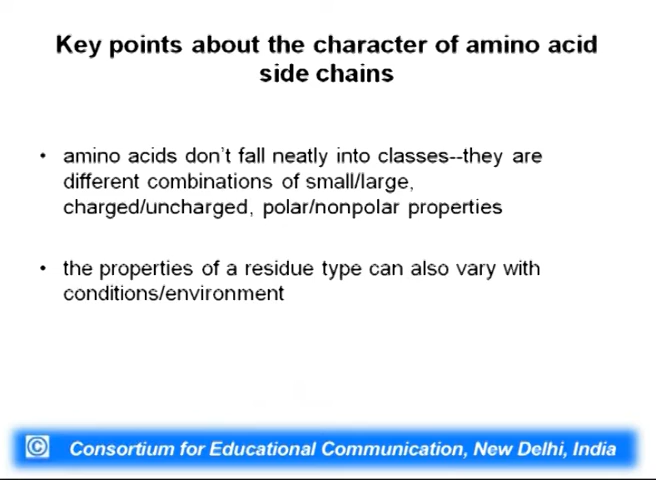 Key points about the character of amino acid
side chains
• amino acids don't fall neatly into classes--they are
different combinations of small/large,
charged/uncharged, polar/nonpolar properties
• the properties of a residue type can also vary with
conditions/environment
© Consortium for Educational Communication, New Delhi, India